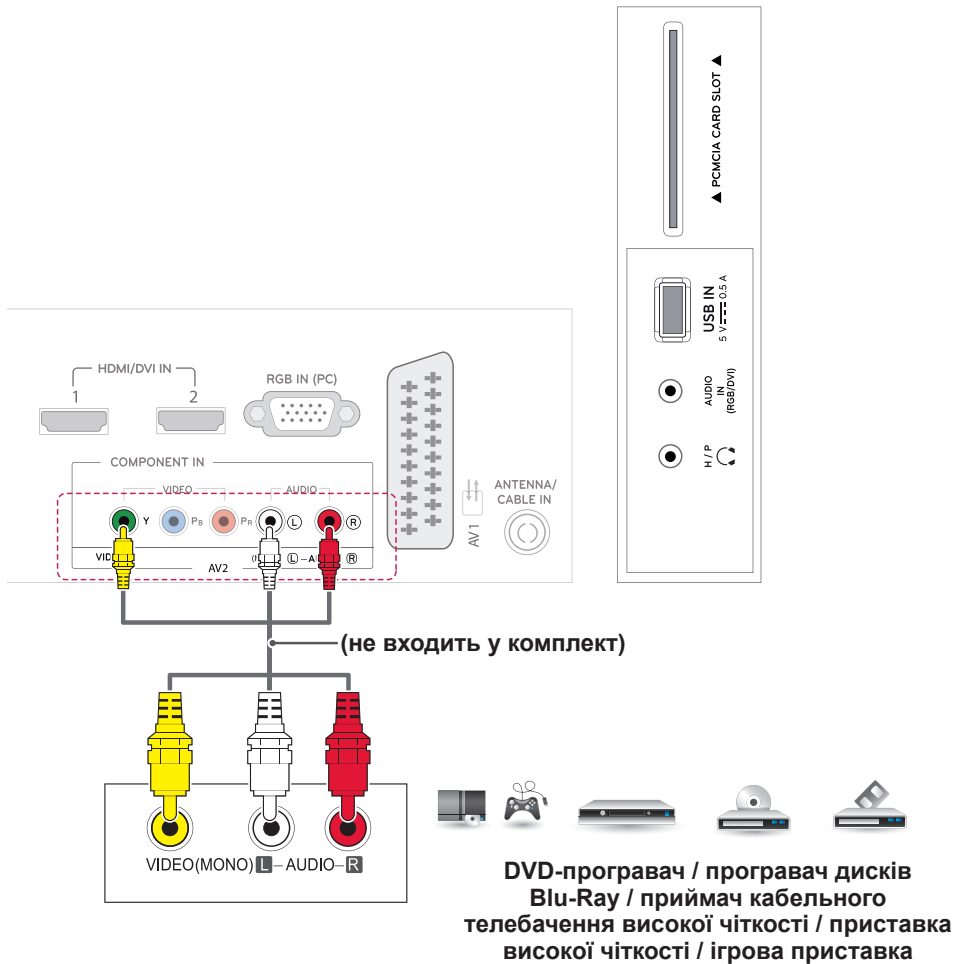 ▲ PCMCIA CARD SLOT ▲
USB IN
5 V 0.5 A
AUDIO
IN
(RGB/DVI)
H / P
HDMI/DVI IN
1 2
RGB IN (PC)
COMPONENT IN
VIDEO AUDIO
Y PB PR L R
AV2
L R
AV1
ANTENNA/
CABLE IN
(не входить у комплект)
VIDEO (MONO) L – AUDIO – R
DVD-програвач / програвач дисків
Blu-Ray / приймач кабельного
телебачення високої чіткості / приставка
високої чіткості / ігрова приставка